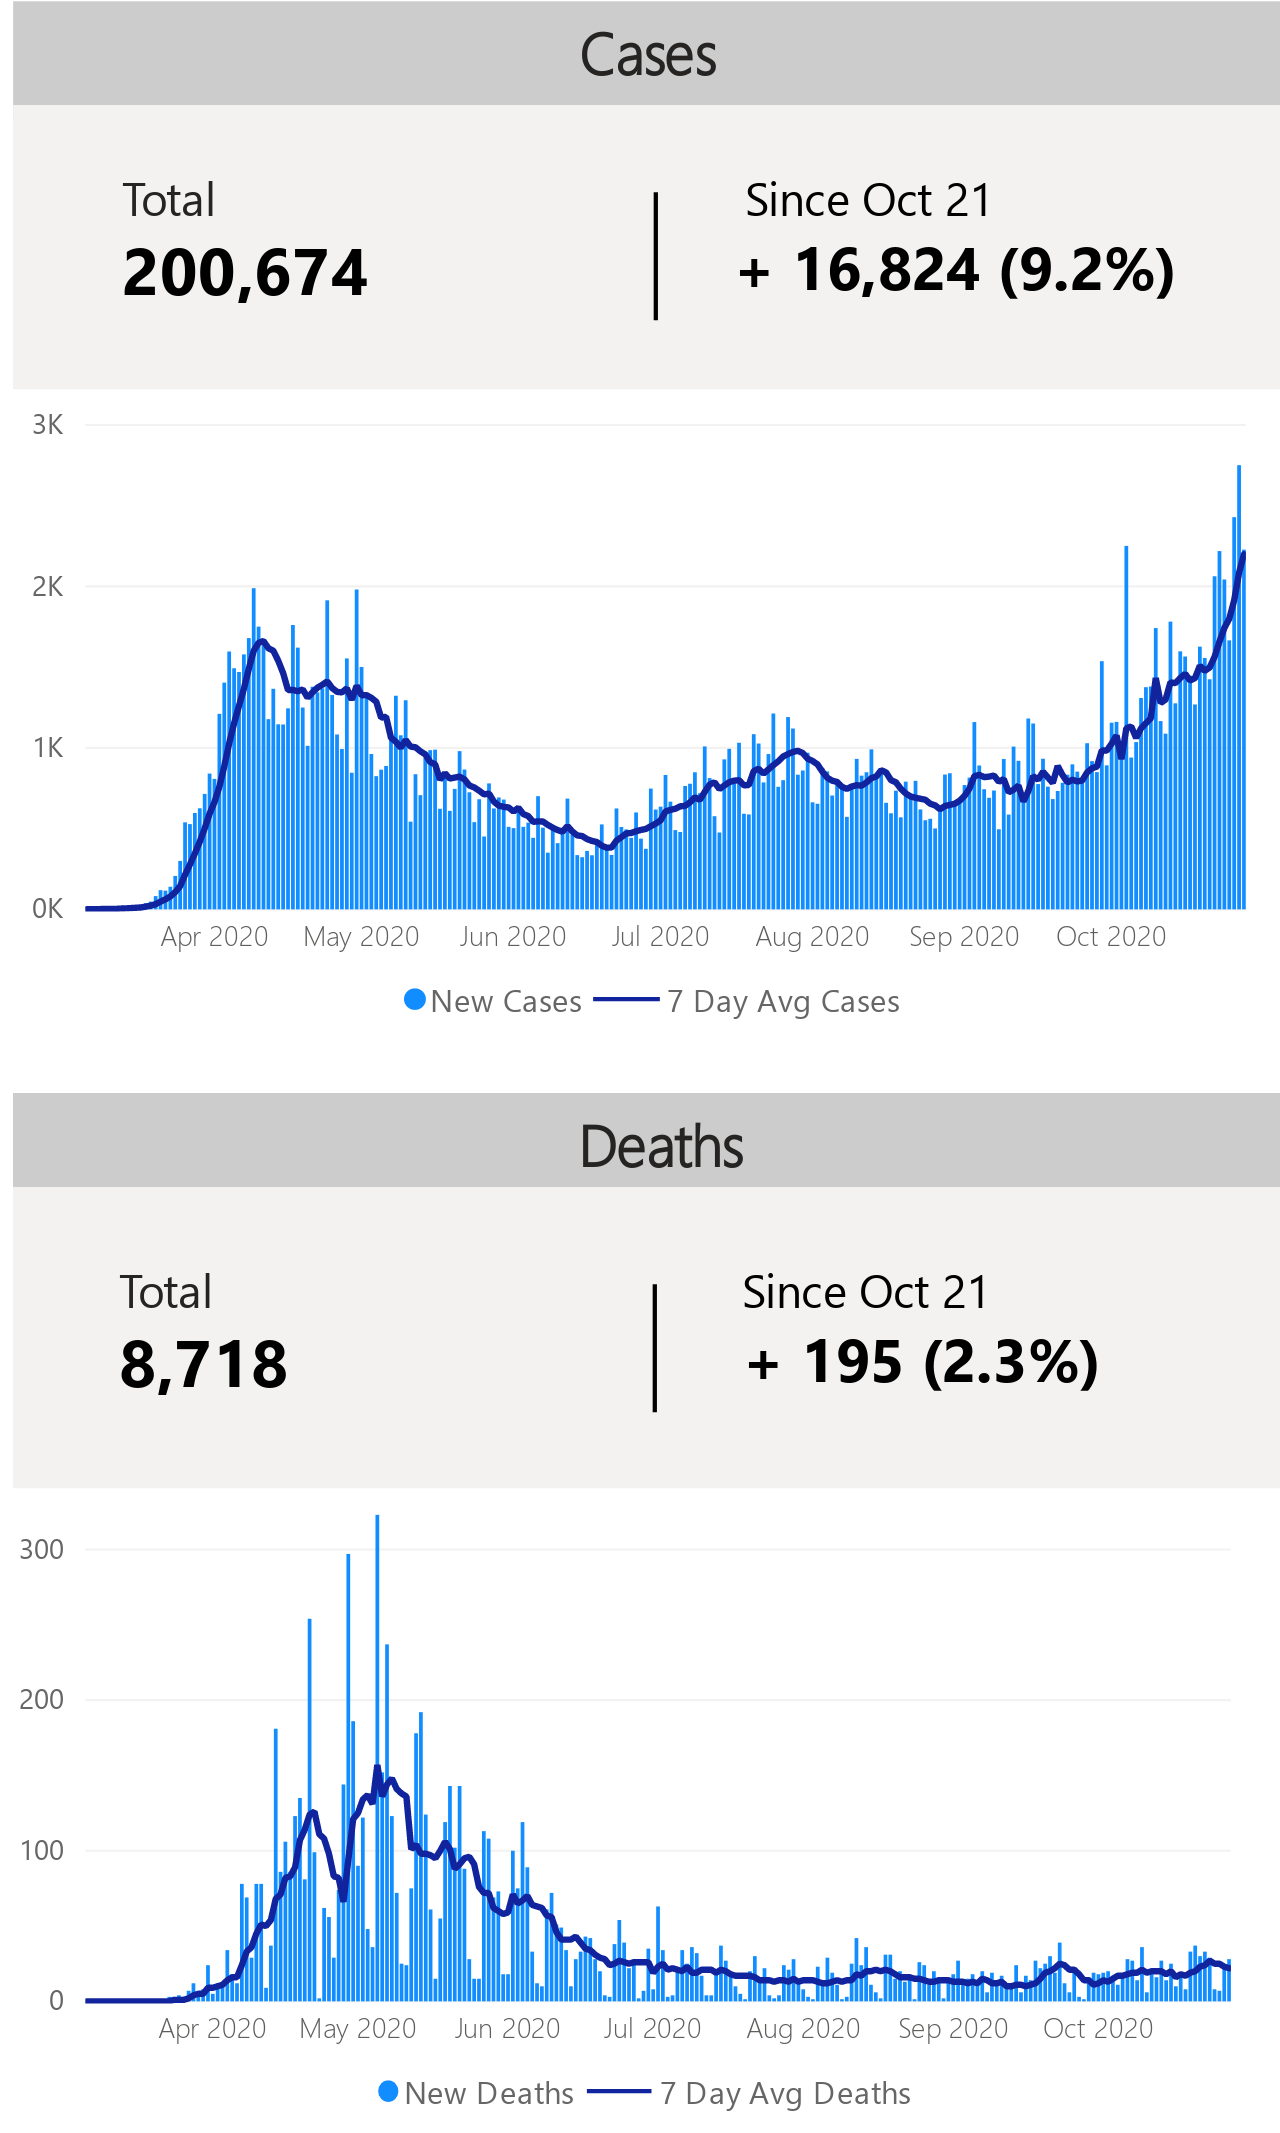 Cases
Total
200,674
Since Oct 21
+ 16,824 (9.2%)
3K
2K
1K
0K
Apr 2020 May 2020 Jun 2020 Jul 2020 Aug 2020 Sep 2020 Oct 2020
New Cases 7 Day Avg Cases
Deaths
Total
8,718
Since Oct 21
+ 195 (2.3%)
300
200
100
0
Apr 2020 May 2020 Jun 2020 Jul 2020 Aug 2020 Sep 2020 Oct 2020
New Deaths 7 Day Avg Deaths